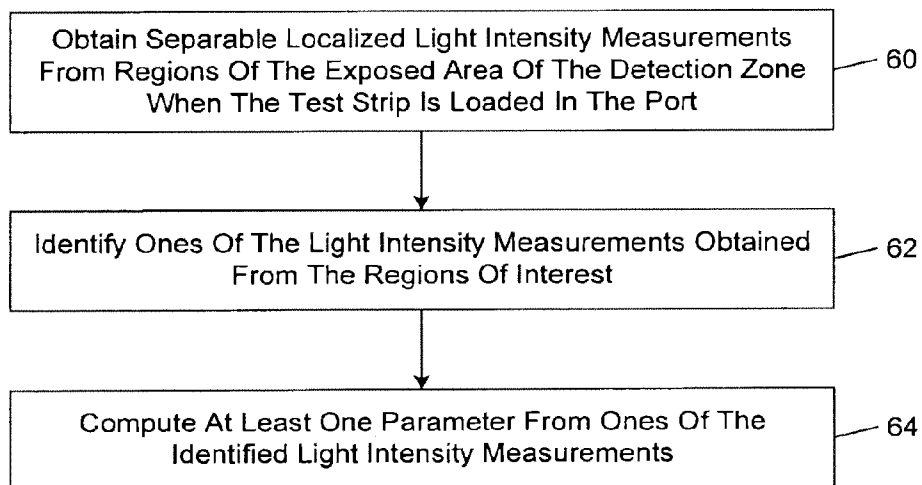 Obtain Separable Localized Light Intensity Measurements
From Regions Of The Exposed Area Of The Detection Zone
When The Test Strip Is Loaded In The Port
60
Identify Ones Of The Light Intensity Measurements Obtained
From The Regions Of Interest
62
Compute At Least One Parameter From Ones Of The
Identified Light Intensity Measurements
64